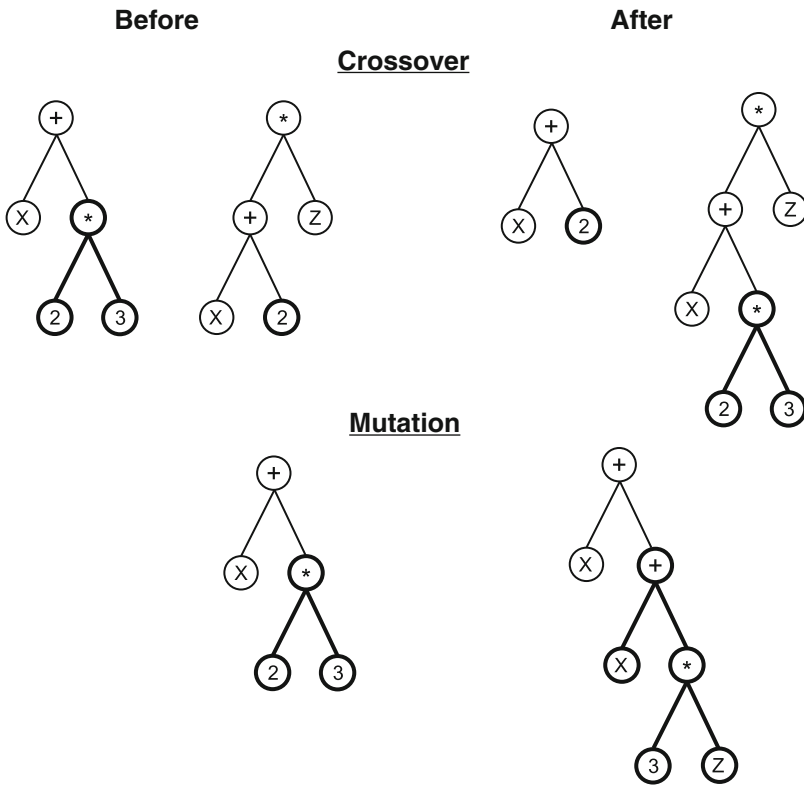 Before After
Crossover
+ * + *
X * + Z X 2 + Z
2 3 X 2 X *
2 3
Mutation
+ +
X * X +
2 3 X *
3 Z